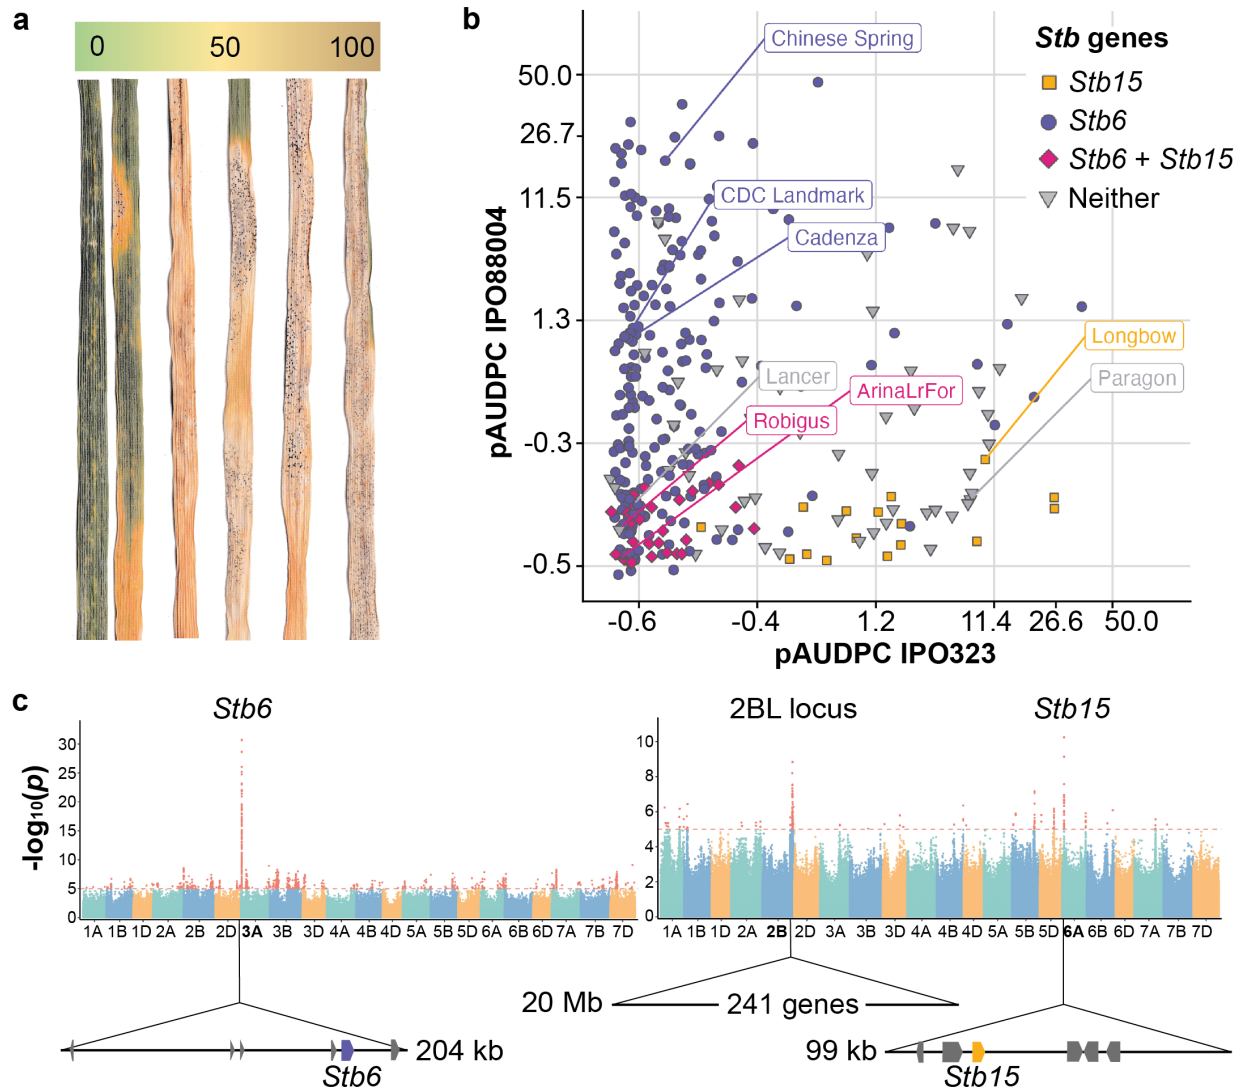 a
0 50 100
b
pAUDPC IPO88004
50.0
26.7
11.5
1.3
-0.3
-0.5
-0.6 -0.4 1.2 11.4 26.6 50.0
pAUDPC IPO323
Chinese Spring
CDC Landmark
Cadenza
Longbow
Lancer
Paragon
ArinaLrFor
Robigus
Stb genes
Stb15
Stb6
Stb6 + Stb15
Neither
c
Stb6
-log10(p)
30
25
20
15
10
5
0
1A 1B 1D 2A 2B 2D 3A 3B 3D 4A 4B 4D 5A 5B 5D 6A 6B 6D 7A 7B 7D
204 kb
Stb6
2BL locus
Stb15
10
8
6
4
2
0
1A 1B 1D 2A 2B 2D 3A 3B 3D 4A 4B 4D 5A 5B 5D 6A 6B 6D 7A 7B 7D
20 Mb
241 genes
99 kb
Stb15